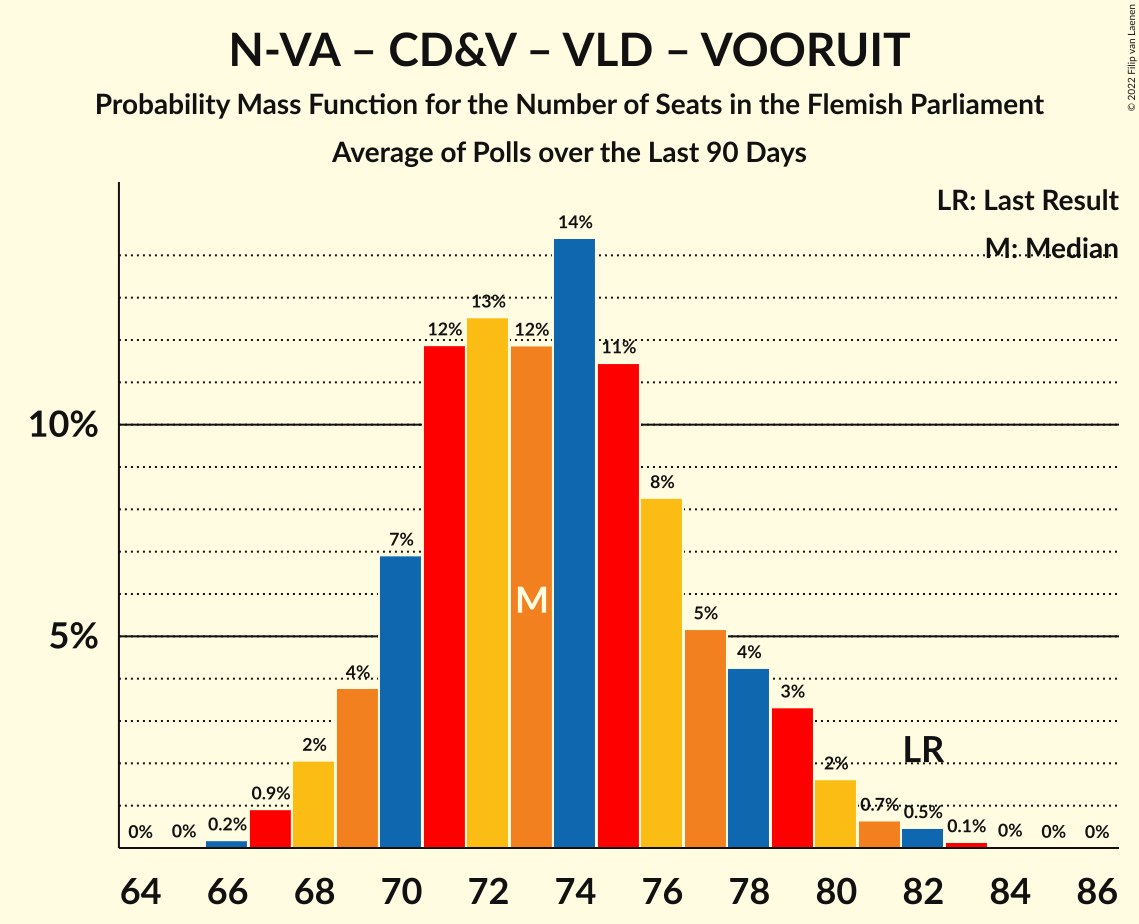 N-VA – CD&V – VLD – VOORUIT
Probability Mass Function for the Number of Seats in the Flemish Parliament
Average of Polls over the Last 90 Days
© 2022 Filip van Laenen
LR: Last Result
M: Median
10%
5%
0%
0%
0.2%
0.9%
2%
4%
7%
12%
13%
12%
14%
11%
8%
5%
4%
3%
2%
0.7%
0.5%
0.1%
0%
0%
0%
M
LR
64 66 68 70 72 74 76 78 80 82 84 86